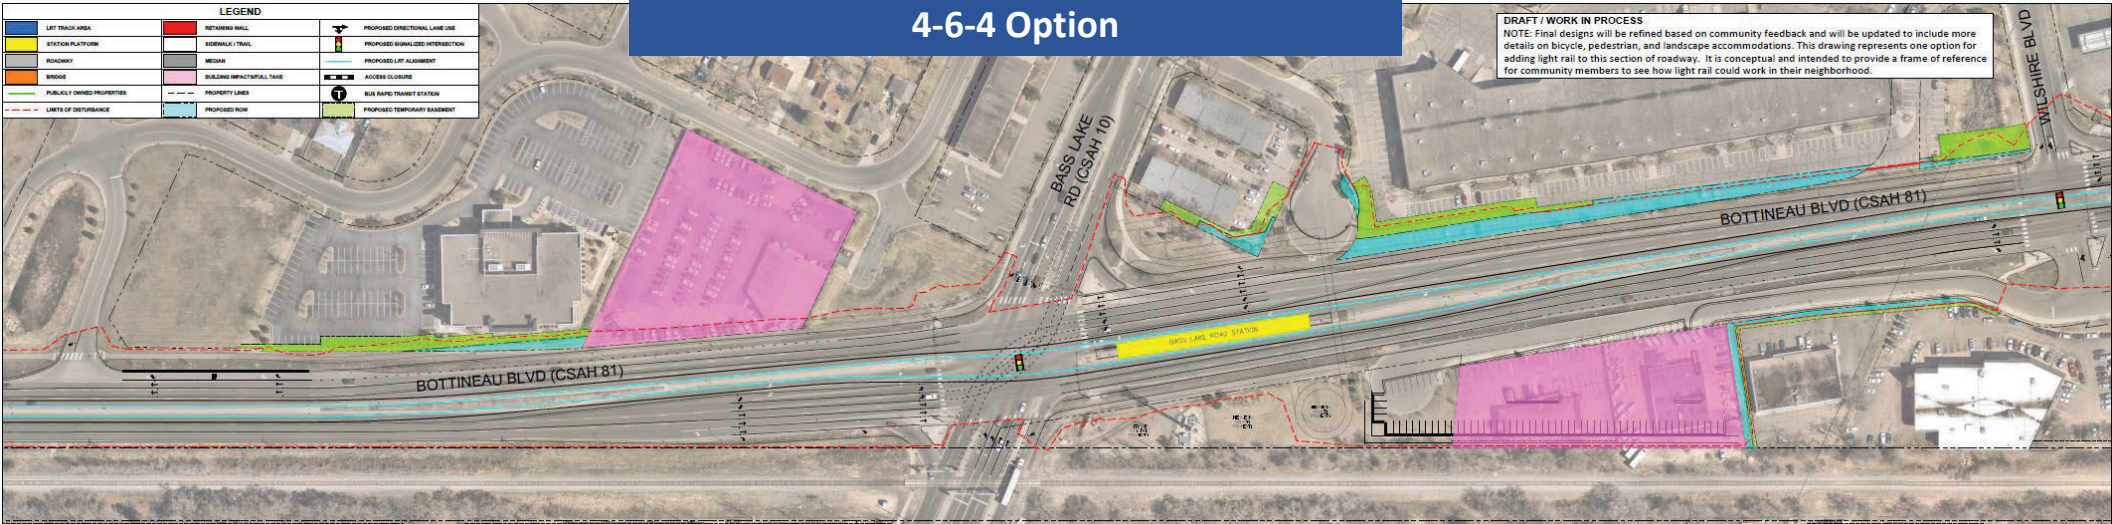 4-6-4 Option
LEGEND
LRT TRACK AREA
STATION PLATFORM
ROADWAY
BRIDGE
PUBLICLY OWNED PROPERTIES
LIMITS OF DISTURBANCE
RETAINING WALL
SIDEWALK / TRAIL
MEDIAN
BUILDING IMPACTS/FULL TAKE
PROPERTY LINES
PROPOSED ROW
PROPOSED DIRECTIONAL LANE USE
PROPOSED SIGNALIZED INTERSECTION
PROPOSED LRT ALIGNMENT
ACCESS CLOSURE
T
BUS RAPID TRANSIT STATION
PROPOSED TEMPORARY EASEMENT
DRAFT / WORK IN PROCESS
NOTE: Final designs will be refined based on community feedback and will be updated to include more
details on bicycle, pedestrian, and landscape accommodations. This drawing represents one option for
adding light rail to this section of roadway. It is conceptual and intended to provide a frame of reference
for community members to see how light rail could work in their neighborhood.
WILSHIRE BLVD
BASS LAKE
RD (CSAH 10)
BOTTINEAU BLVD (CSAH 81)
BASS LAKE ROAD STATION
BOTTINEAU BLVD (CSAH 81)